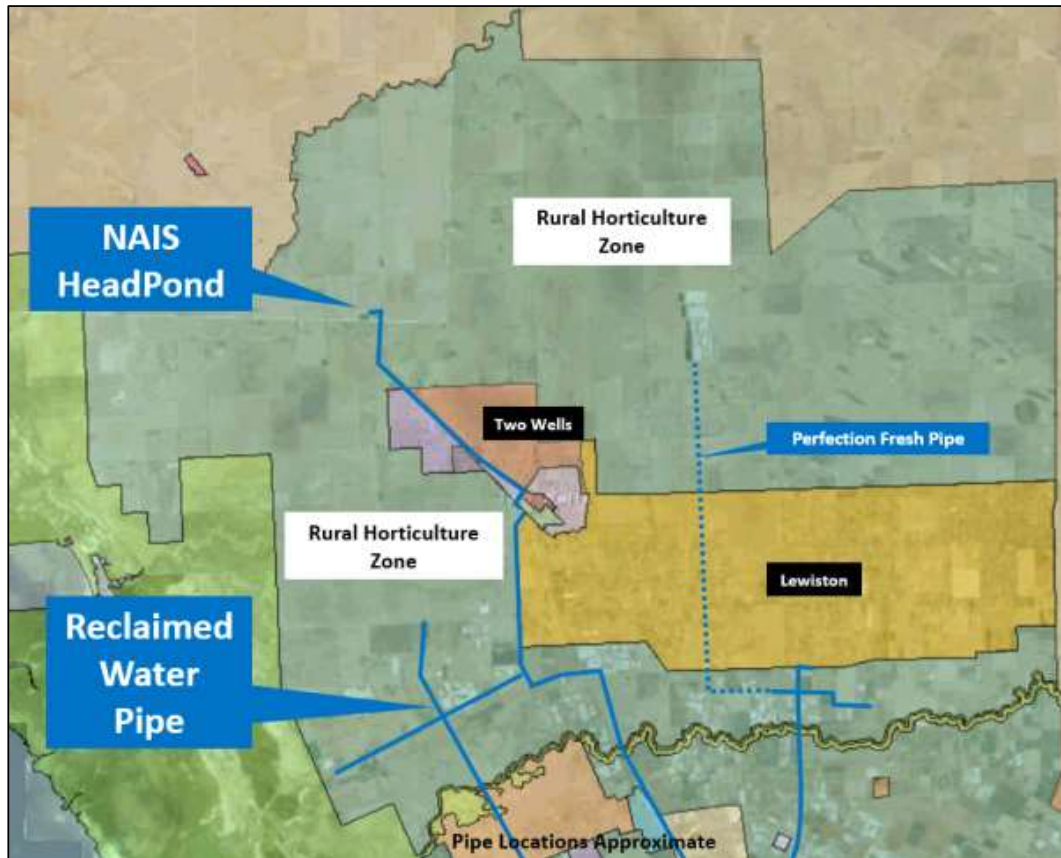 Rural Horticulture
Zone
NAIS
HeadPond
Two Wells
Perfection Fresh Pipe
Rural Horticulture
Zone
Lewiston
Reclaimed
Water
Pipe
Pipe Locations Approximate